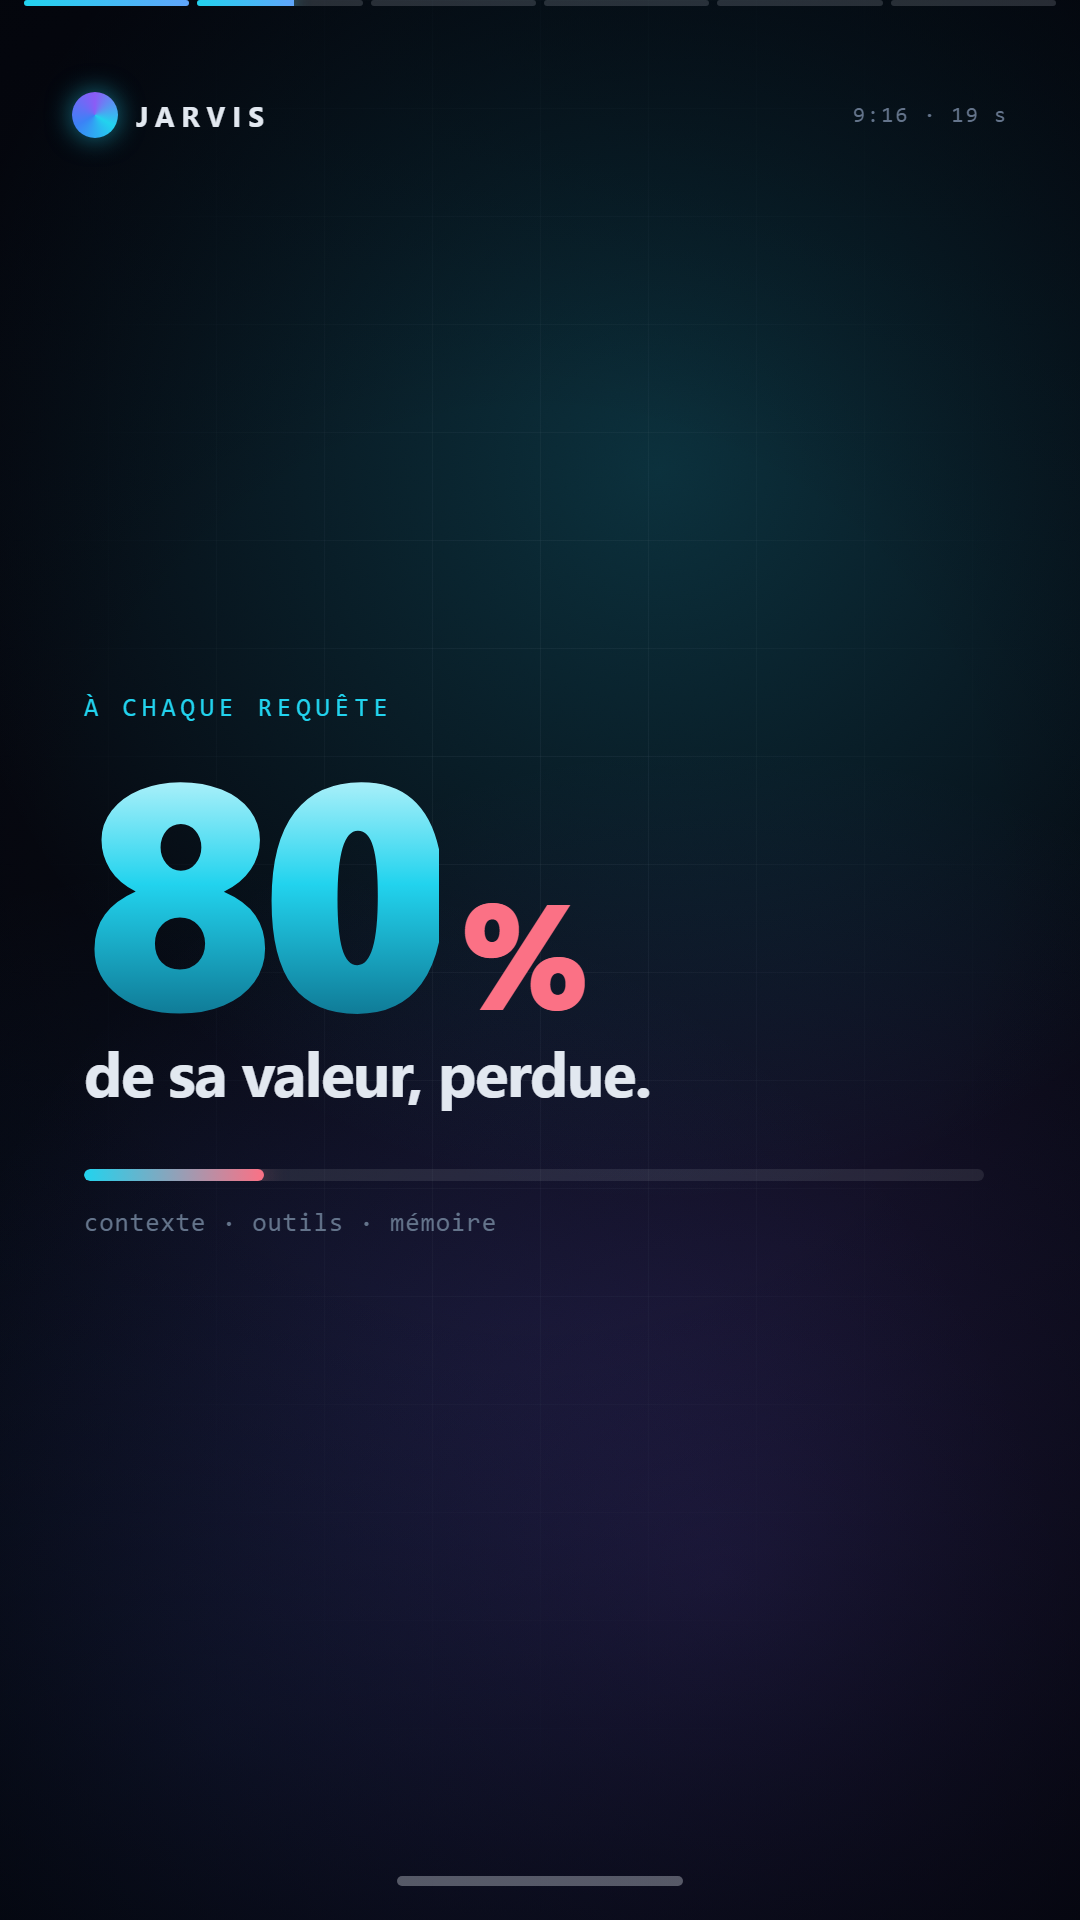 JARVIS
9:16 · 19 s
À CHAQUE REQUÊTE
80 %
de sa valeur, perdue.
contexte · outils · mémoire